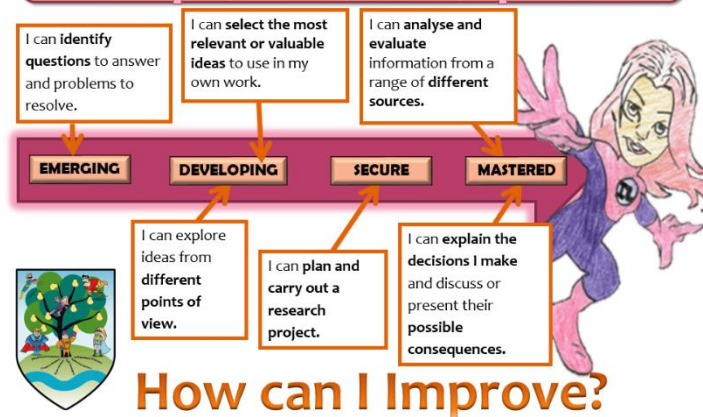 I can identify
questions to answer
and problems to
resolve.
I can select the most
relevant or valuable
ideas to use in my
own work.
I can analyse and
evaluate
information from a
range of different
sources.
EMERGING
DEVELOPING
SECURE
MASTERED
I can explore
ideas from
different
points of
view.
I can plan and
carry out a
research
project.
I can explain the
decisions I make
and discuss or
present their
possible
consequences.
How can I Improve?